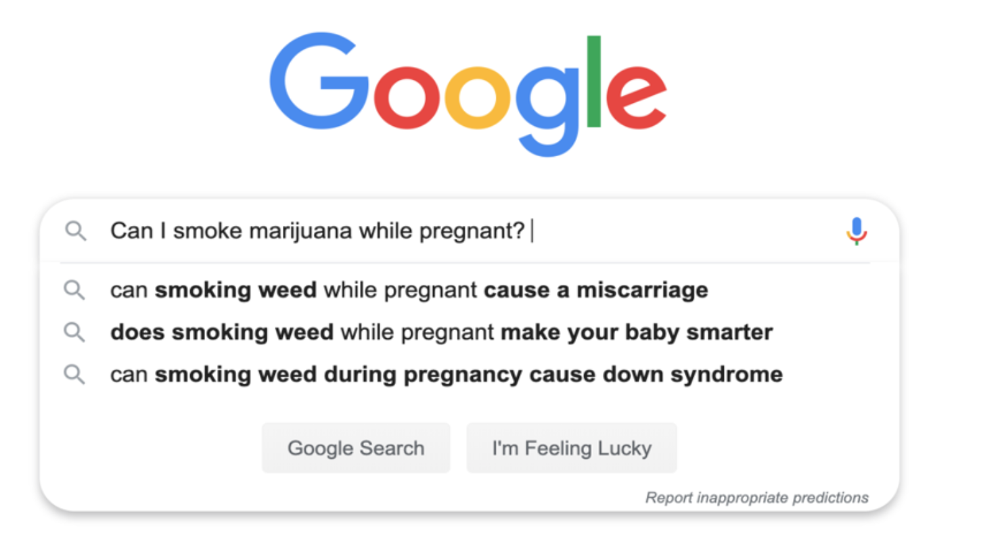 Google
Can I smoke marijuana while pregnant?
can smoking weed while pregnant cause a miscarriage
does smoking weed while pregnant make your baby smarter
can smoking weed during pregnancy cause down syndrome
Google Search I'm Feeling Lucky
Report inappropriate predictions